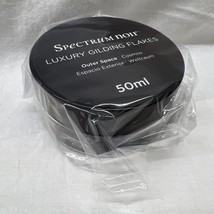 SPECTRUM NOIR
LUXURY GILDING FLAKES
Outer Space Cosmos
Espacio Exterior Weltraum
50ml